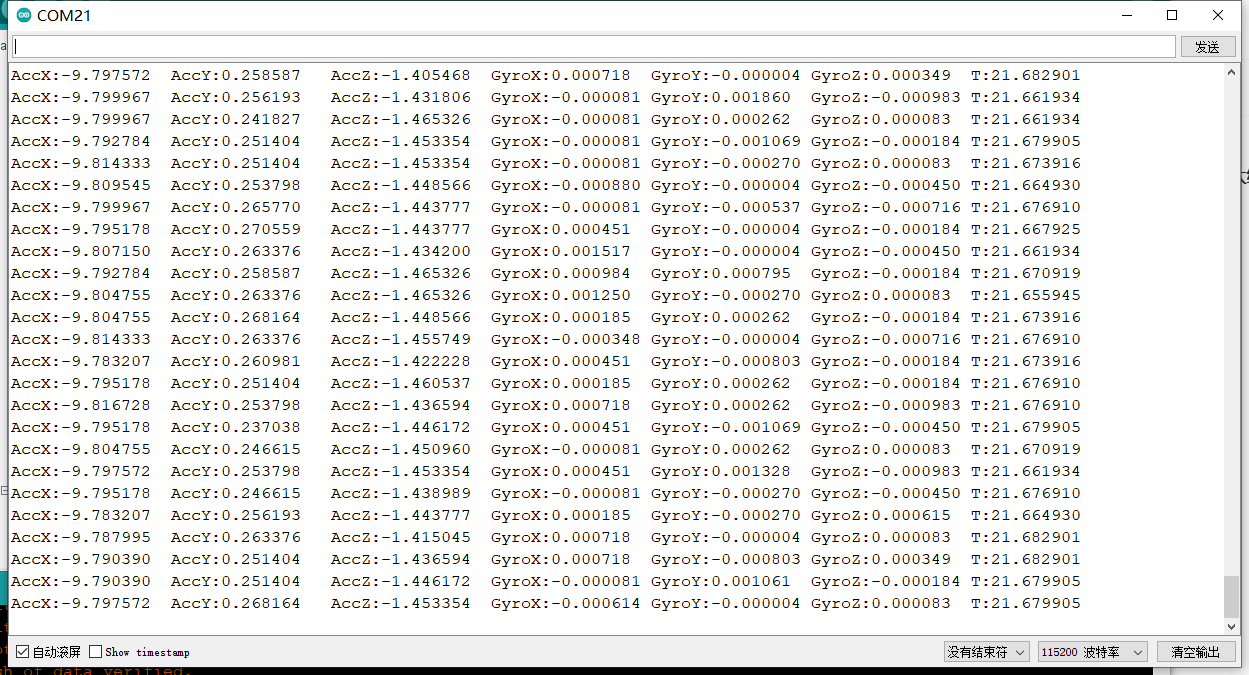 COM21
发送
AccX:-9.797572 AccY:0.258587 AccZ:-1.405468 GyroX:0.000718 GyroY:-0.000004 GyroZ:0.000349 T:21.682901
AccX:-9.799967 AccY:0.256193 AccZ:-1.431806 GyroX:-0.000081 GyroY:0.001860 GyroZ:-0.000983 T:21.661934
AccX:-9.799967 AccY:0.241827 AccZ:-1.465326 GyroX:-0.000081 GyroY:0.000262 GyroZ:0.000083 T:21.661934
AccX:-9.792784 AccY:0.251404 AccZ:-1.453354 GyroX:-0.000081 GyroY:-0.001069 GyroZ:-0.000184 T:21.679905
AccX:-9.814333 AccY:0.251404 AccZ:-1.453354 GyroX:-0.000081 GyroY:-0.000270 GyroZ:0.000083 T:21.673916
AccX:-9.809545 AccY:0.253798 AccZ:-1.448566 GyroX:-0.000880 GyroY:-0.000004 GyroZ:-0.000450 T:21.664930
AccX:-9.799967 AccY:0.265770 AccZ:-1.443777 GyroX:-0.000081 GyroY:-0.000537 GyroZ:-0.000716 T:21.676910
AccX:-9.795178 AccY:0.270559 AccZ:-1.443777 GyroX:0.000451 GyroY:-0.000004 GyroZ:-0.000184 T:21.667925
AccX:-9.807150 AccY:0.263376 AccZ:-1.434200 GyroX:0.001517 GyroY:-0.000004 GyroZ:-0.000450 T:21.661934
AccX:-9.792784 AccY:0.258587 AccZ:-1.465326 GyroX:0.000984 GyroY:0.000795 GyroZ:-0.000184 T:21.670919
AccX:-9.804755 AccY:0.263376 AccZ:-1.465326 GyroX:0.001250 GyroY:-0.000270 GyroZ:0.000083 T:21.655945
AccX:-9.804755 AccY:0.268164 AccZ:-1.448566 GyroX:0.000185 GyroY:0.000262 GyroZ:-0.000184 T:21.673916
AccX:-9.814333 AccY:0.263376 AccZ:-1.455749 GyroX:-0.000348 GyroY:-0.000004 GyroZ:-0.000716 T:21.676910
AccX:-9.783207 AccY:0.260981 AccZ:-1.422228 GyroX:0.000451 GyroY:-0.000803 GyroZ:-0.000184 T:21.673916
AccX:-9.795178 AccY:0.251404 AccZ:-1.460537 GyroX:0.000185 GyroY:0.000262 GyroZ:-0.000184 T:21.676910
AccX:-9.816728 AccY:0.253798 AccZ:-1.436594 GyroX:0.000718 GyroY:0.000262 GyroZ:-0.000983 T:21.676910
AccX:-9.795178 AccY:0.237038 AccZ:-1.446172 GyroX:0.000451 GyroY:-0.001069 GyroZ:-0.000450 T:21.679905
AccX:-9.804755 AccY:0.246615 AccZ:-1.450960 GyroX:-0.000081 GyroY:0.000262 GyroZ:0.000083 T:21.670919
AccX:-9.797572 AccY:0.253798 AccZ:-1.453354 GyroX:0.000451 GyroY:0.001328 GyroZ:-0.000983 T:21.661934
AccX:-9.795178 AccY:0.246615 AccZ:-1.438989 GyroX:-0.000081 GyroY:-0.000270 GyroZ:-0.000450 T:21.676910
AccX:-9.783207 AccY:0.256193 AccZ:-1.443777 GyroX:0.000185 GyroY:-0.000270 GyroZ:0.000615 T:21.664930
AccX:-9.787995 AccY:0.263376 AccZ:-1.415045 GyroX:0.000718 GyroY:-0.000004 GyroZ:0.000083 T:21.682901
AccX:-9.790390 AccY:0.251404 AccZ:-1.436594 GyroX:0.000718 GyroY:-0.000803 GyroZ:0.000349 T:21.682901
AccX:-9.790390 AccY:0.251404 AccZ:-1.446172 GyroX:-0.000081 GyroY:0.001061 GyroZ:-0.000184 T:21.679905
AccX:-9.797572 AccY:0.268164 AccZ:-1.453354 GyroX:-0.000614 GyroY:-0.000004 GyroZ:0.000083 T:21.679905
自动滚屏 Show timestamp 没有结束符 115200 波特率 清空输出
of data verified.